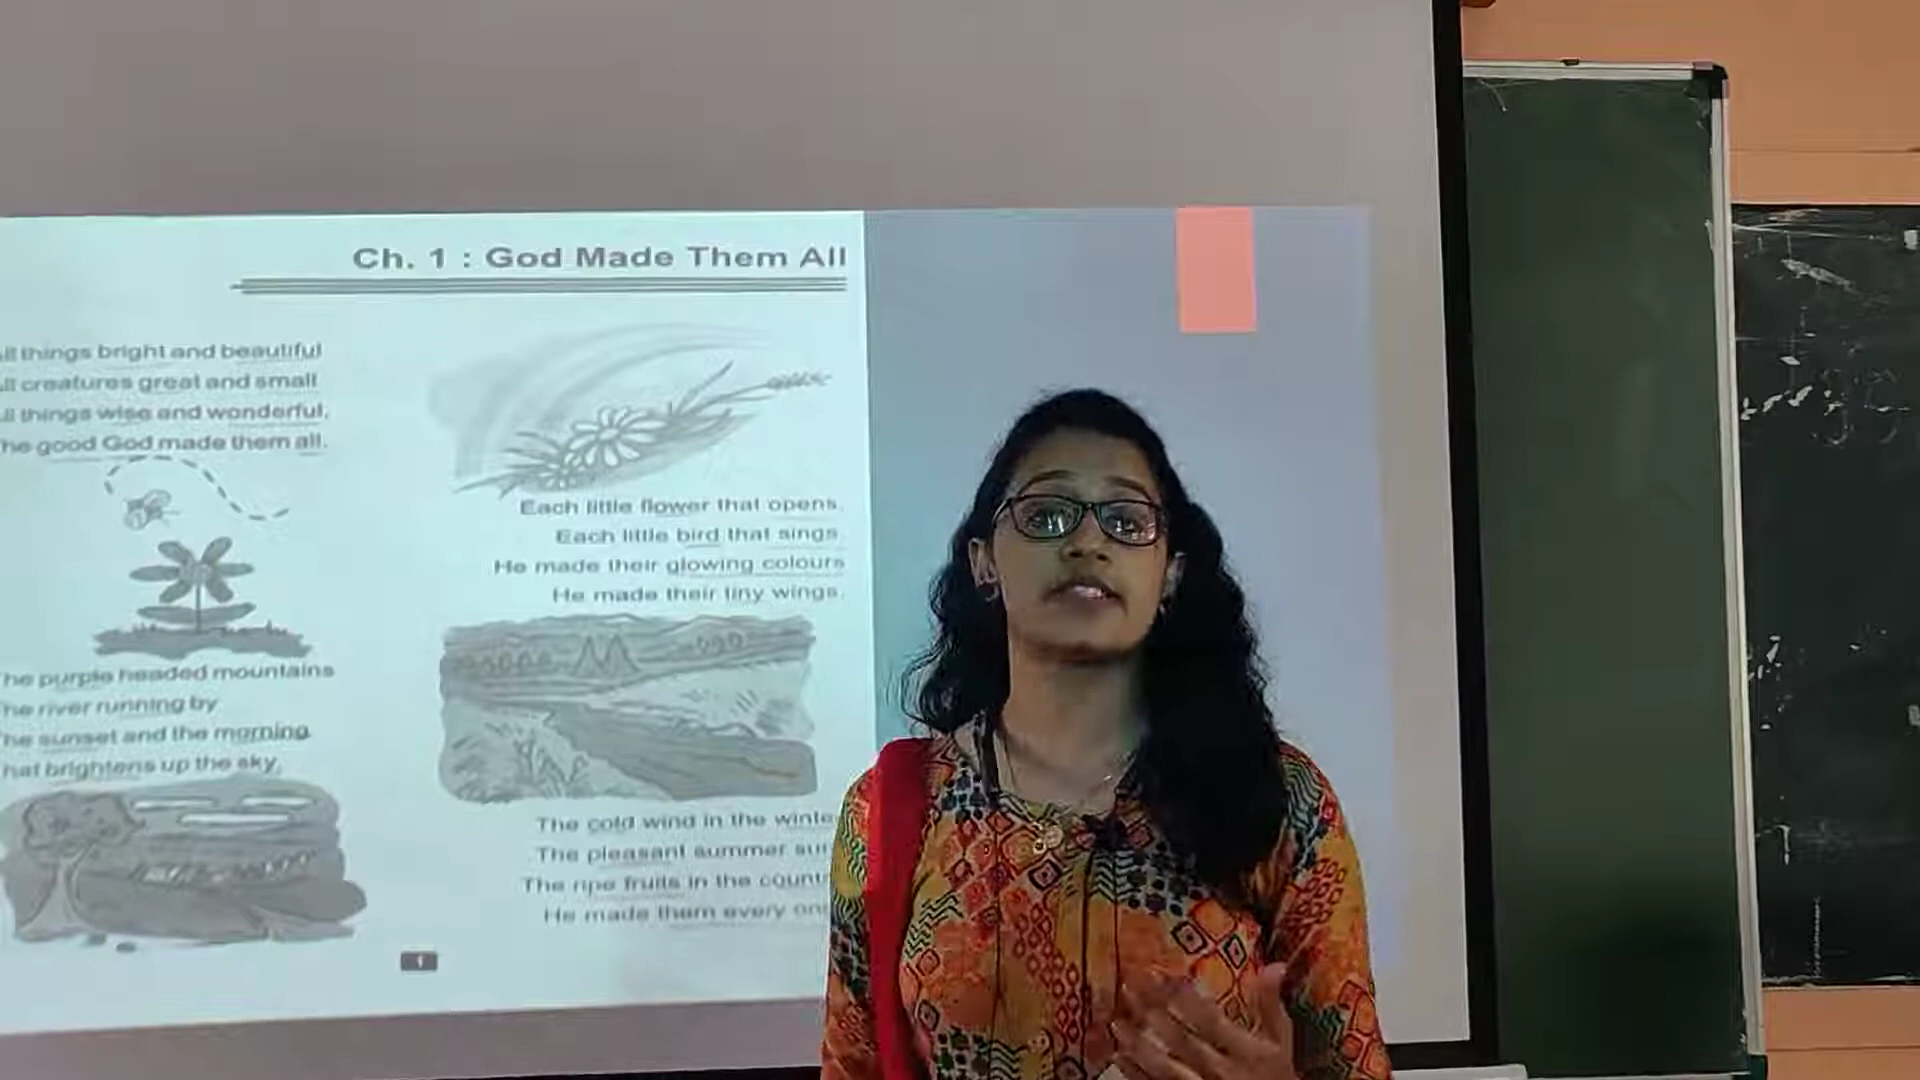 Ch. 1 : God Made Them All
ll things bright and beautiful
ll creatures great and small
ll things wise and wonderful,
he good God made them all.
he purple headed mountains
he river running by
he sunset and the morning
hat brightens up the sky.
Each little flower that opens,
Each little bird that sings
He made their glowing colours
He made their tiny wings.
The cold wind in the winte
The pleasant summer sun
The ripe fruits in the
He made them every one
1